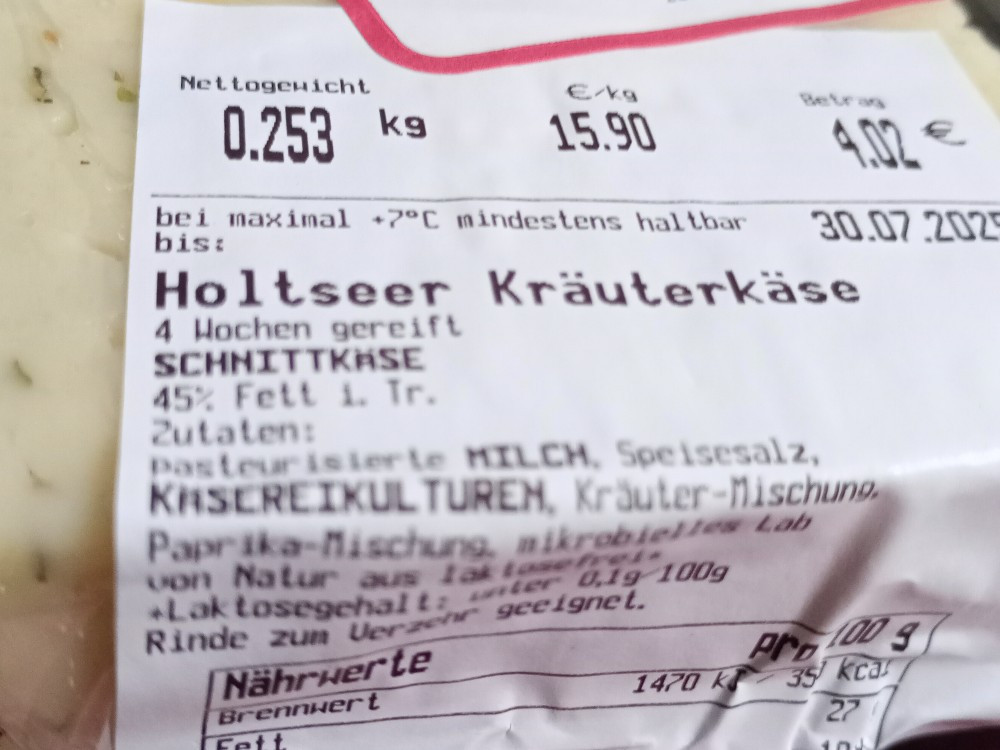 Nettogewicht €/kg Betrag
0.253 kg 15.90 4.02 €
bei maximal +7°C mindestens haltbar 30.07.2025
bis:
Holtseer Kräuterkäse
4 Wochen gereift
SCHNITTKÄSE
45% Fett i. Tr.
Zutaten:
pasteurisierte MILCH, Speisesalz,
KÄSEREIKULTUREN, Kräuter-Mischung,
Paprika-Mischung, mikrobielles Lab
von Natur aus laktosefrei*
*Laktosegehalt: unter 0,1g/100g
Rinde zum Verzehr geeignet.
Nährwerte pro 100 g
Brennwert 1470 kJ / kcal
Fett 27